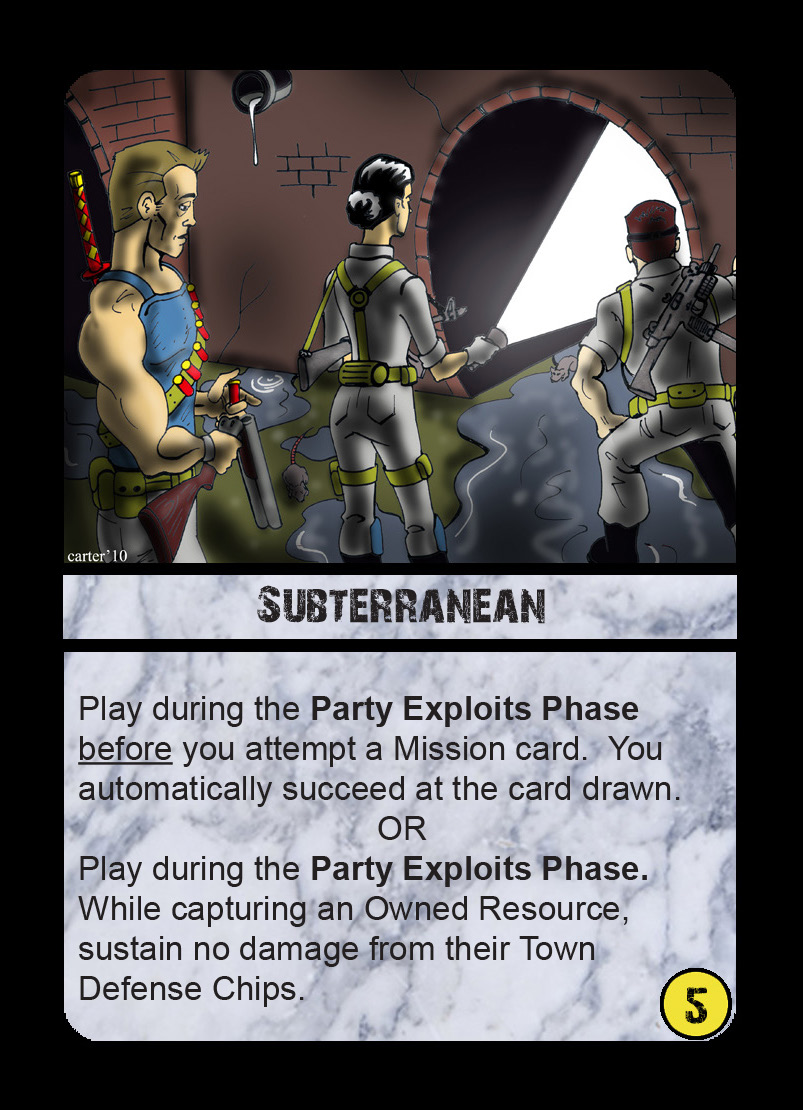 carter'10
SUBTERRANEAN
Play during the Party Exploits Phase
before you attempt a Mission card. You
automatically succeed at the card drawn.
OR
Play during the Party Exploits Phase.
While capturing an Owned Resource,
sustain no damage from their Town
Defense Chips.
5